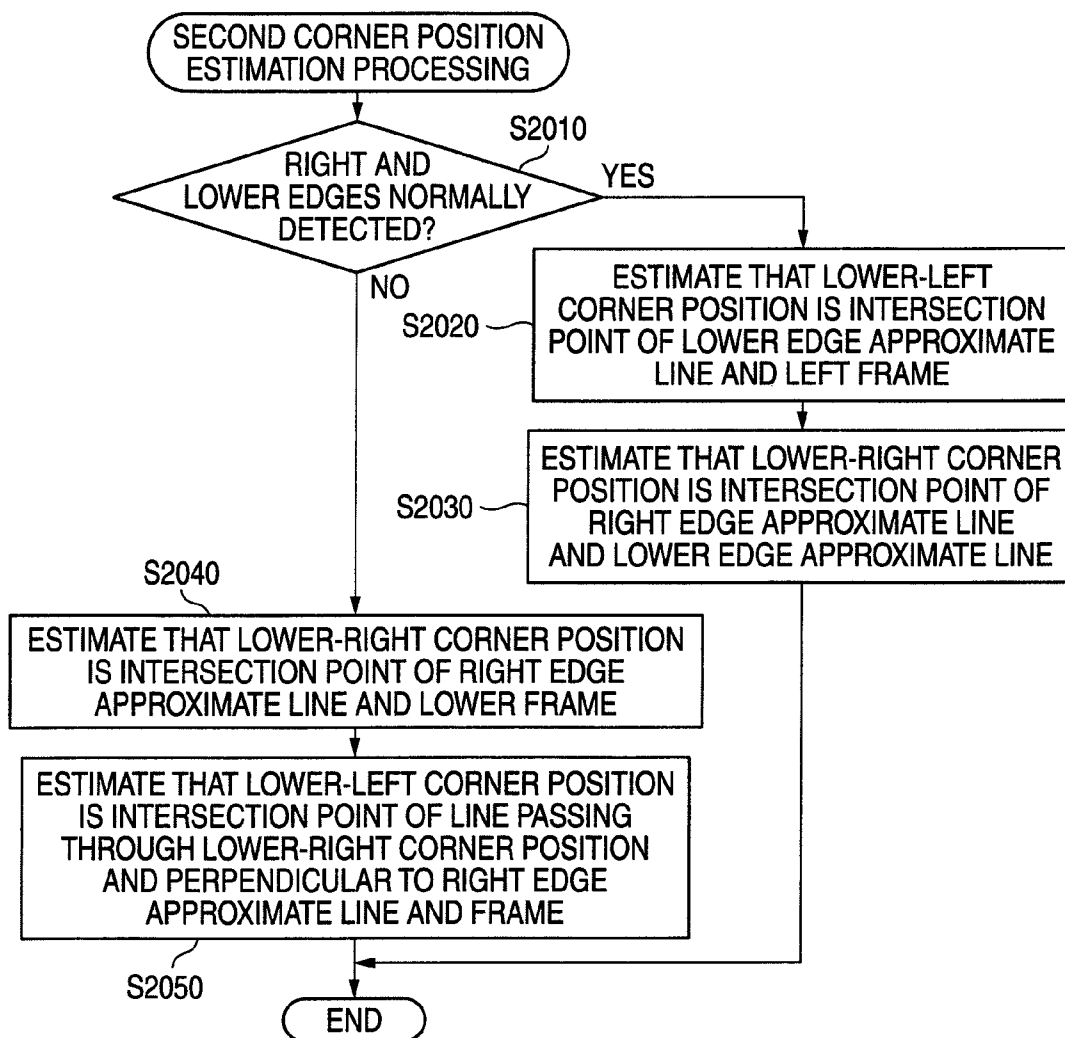 SECOND CORNER POSITION
ESTIMATION PROCESSING
S2010
RIGHT AND
LOWER EDGES NORMALLY
DETECTED?
YES
NO
S2020
ESTIMATE THAT LOWER-LEFT
CORNER POSITION IS INTERSECTION
POINT OF LOWER EDGE APPROXIMATE
LINE AND LEFT FRAME
S2030
ESTIMATE THAT LOWER-RIGHT CORNER
POSITION IS INTERSECTION POINT OF
RIGHT EDGE APPROXIMATE LINE
AND LOWER EDGE APPROXIMATE LINE
S2040
ESTIMATE THAT LOWER-RIGHT CORNER POSITION
IS INTERSECTION POINT OF RIGHT EDGE
APPROXIMATE LINE AND LOWER FRAME
ESTIMATE THAT LOWER-LEFT CORNER POSITION
IS INTERSECTION POINT OF LINE PASSING
THROUGH LOWER-RIGHT CORNER POSITION
AND PERPENDICULAR TO RIGHT EDGE
APPROXIMATE LINE AND FRAME
S2050
END